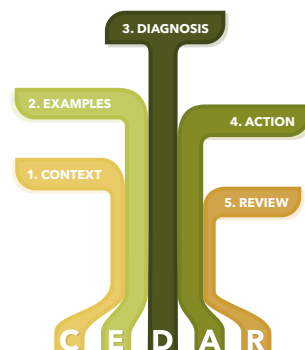 3. DIAGNOSIS
2. EXAMPLES
4. ACTION
1. CONTEXT
5. REVIEW
C E D A R